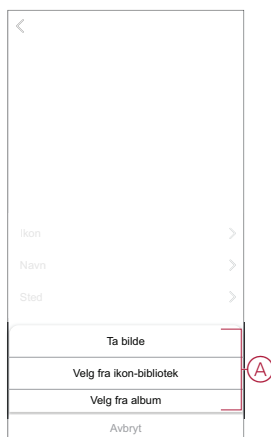 Ikon
Navn
Sted
Ta bilde
Velg fra ikon-bibliotek
A
Velg fra album
Avbryt